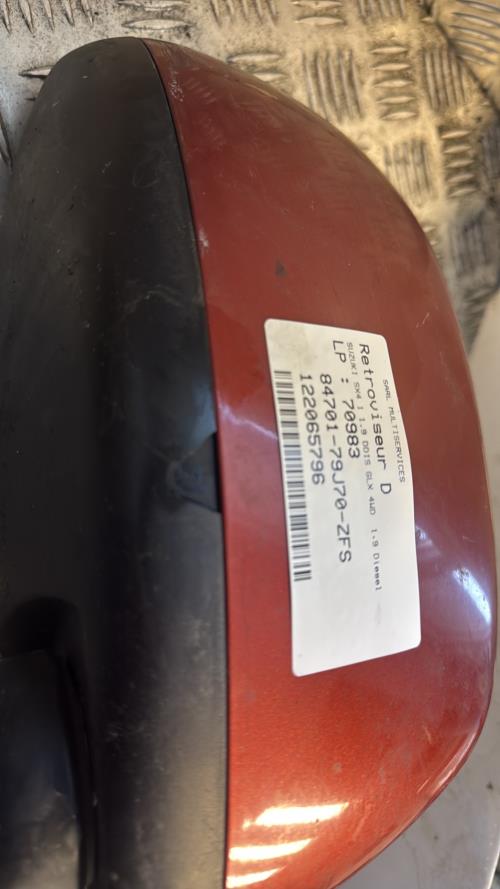 SARL MULTISERVICES
Retroviseur D
SUZUKI SX4 I 1.9 DDIS GLX 4WD 1.9 Diesel
LP : 70983
84701-79J70-ZFS
122065796